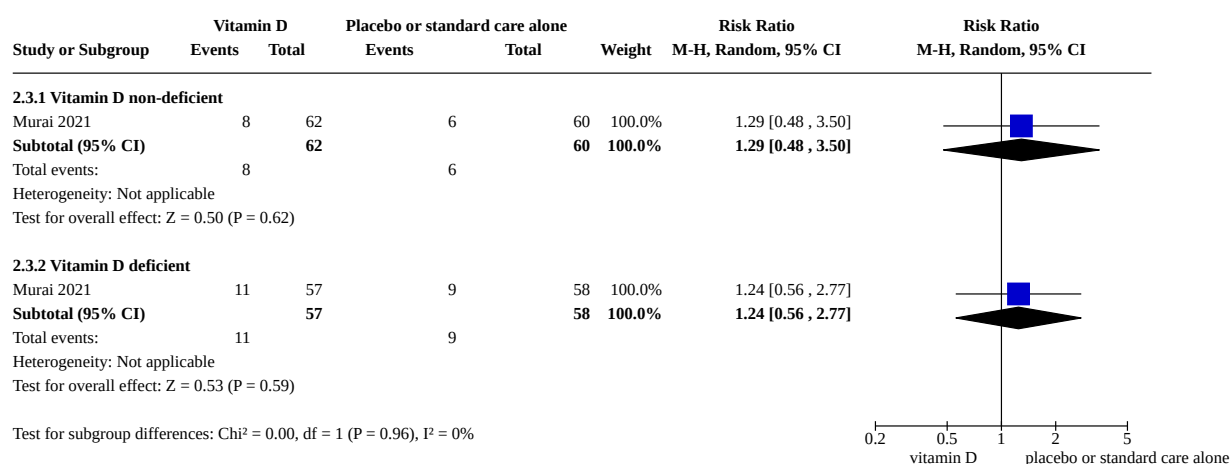 Vitamin D Placebo or standard care alone Risk Ratio Risk Ratio
Study or Subgroup Events Total Events Total Weight M-H, Random, 95% CI M-H, Random, 95% CI
2.3.1 Vitamin D non-deficient
Murai 2021 8 62 6 60 100.0% 1.29 [0.48 , 3.50]
Subtotal (95% CI) 62 60 100.0% 1.29 [0.48 , 3.50]
Total events: 8 6
Heterogeneity: Not applicable
Test for overall effect: Z = 0.50 (P = 0.62)
2.3.2 Vitamin D deficient
Murai 2021 11 57 9 58 100.0% 1.24 [0.56 , 2.77]
Subtotal (95% CI) 57 58 100.0% 1.24 [0.56 , 2.77]
Total events: 11 9
Heterogeneity: Not applicable
Test for overall effect: Z = 0.53 (P = 0.59)
Test for subgroup differences: Chi² = 0.00, df = 1 (P = 0.96), I² = 0%
0.2 0.5 1 2 5
vitamin D placebo or standard care alone